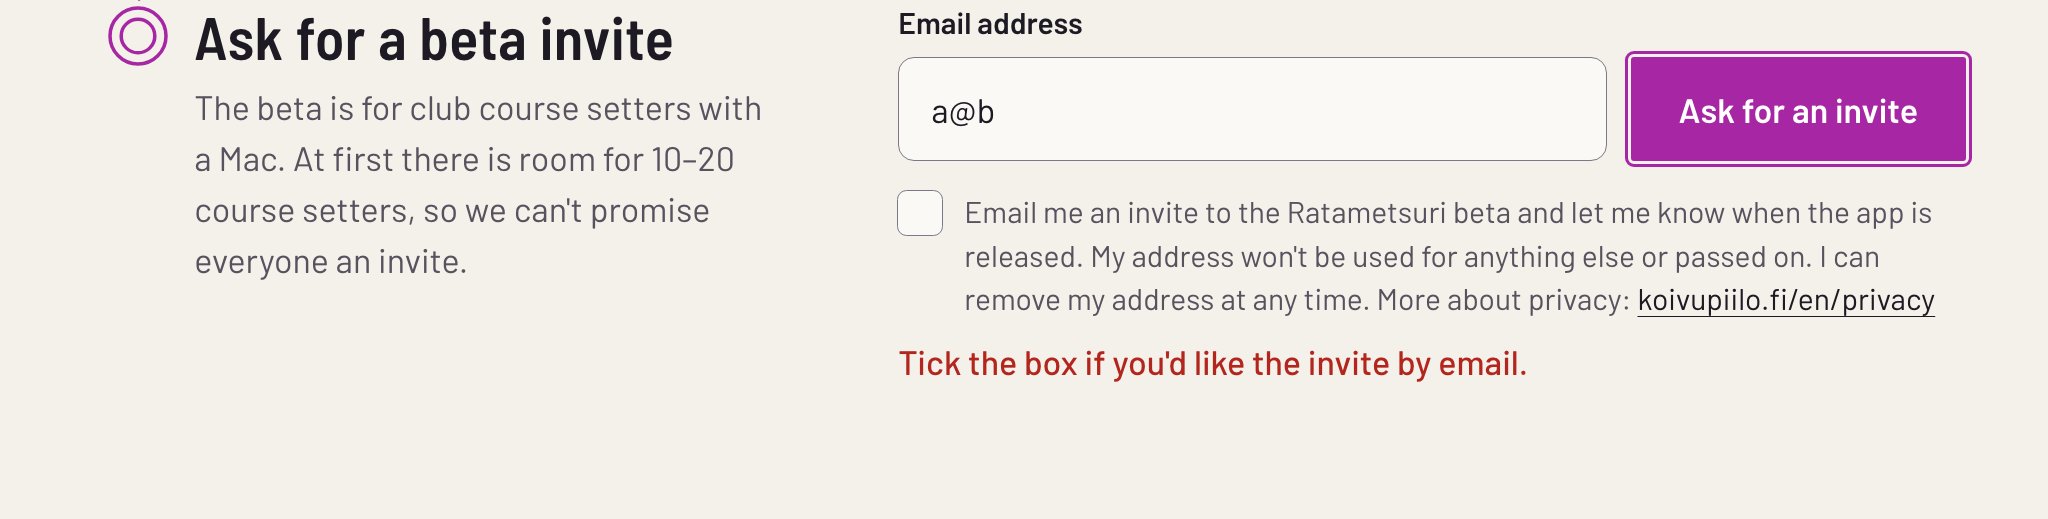 Ask for a beta invite
The beta is for club course setters with
a Mac. At first there is room for 10–20
course setters, so we can't promise
everyone an invite.
Email address
a@b
Ask for an invite
Email me an invite to the Ratametsuri beta and let me know when the app is
released. My address won't be used for anything else or passed on. I can
remove my address at any time. More about privacy: koivupiilo.fi/en/privacy
Tick the box if you'd like the invite by email.